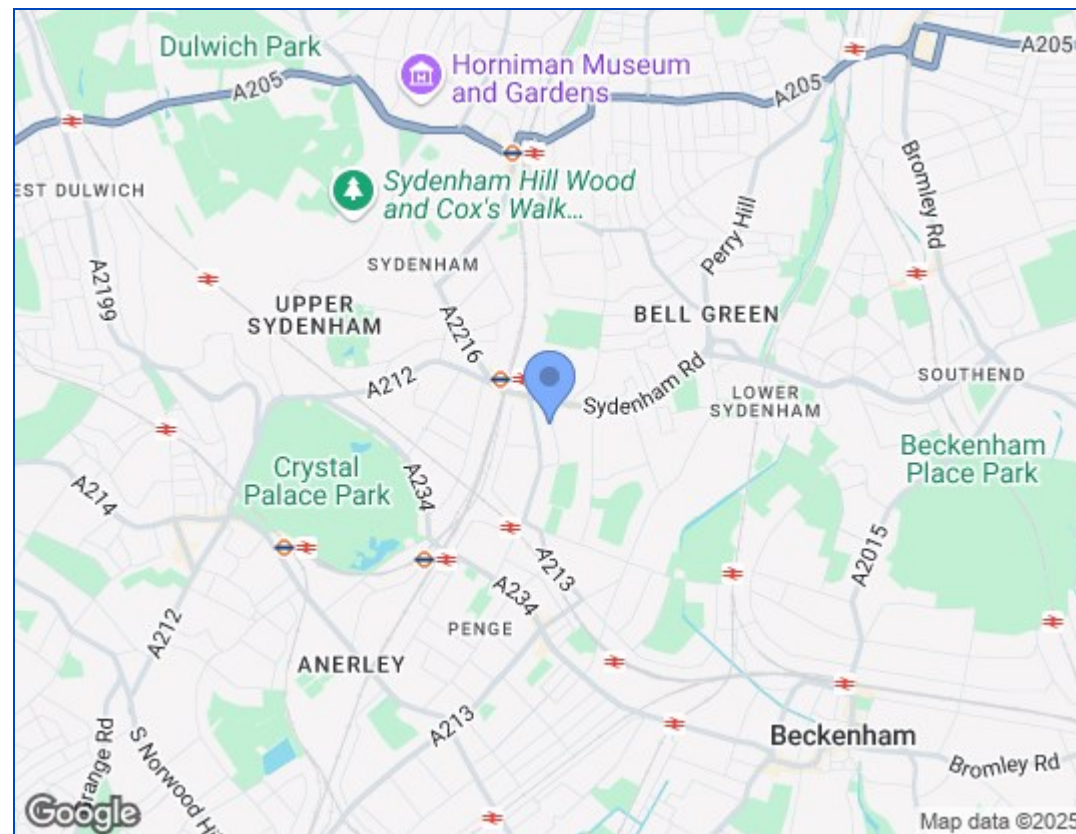 Dulwich Park
A205
Horniman Museum
and Gardens
A205
A205
EST DULWICH
Sydenham Hill Wood
and Cox's Walk...
Bromley Rd
SYDENHAM
Perry Hill
A2199
UPPER
SYDENHAM
A2216
BELL GREEN
A212
Sydenham Rd
LOWER
SYDENHAM
SOUTHEND
Crystal
Palace Park
A234
Beckenham
Place Park
A214
A2015
A213
A234
PENGE
A212
ANERLEY
A213
Beckenham
Bromley Rd
S Norwood Hi
Google
Map data ©2025